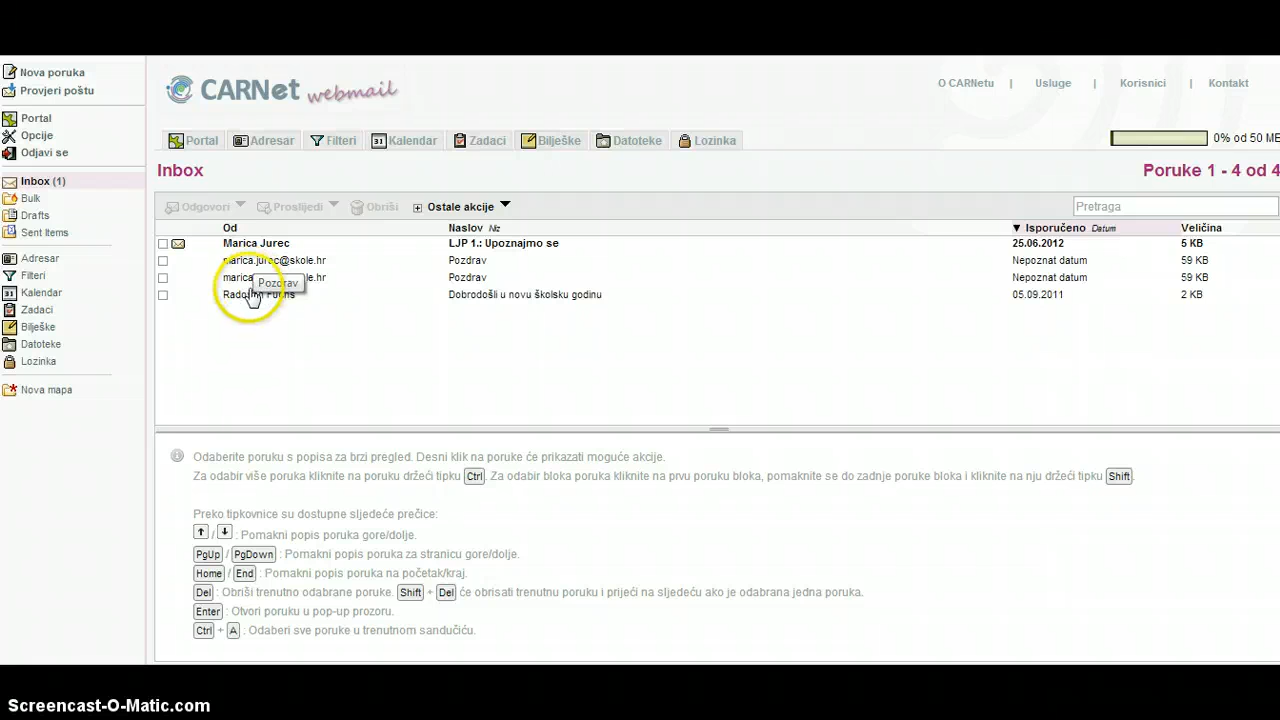 CARNet webmail
O CARNetu | Usluge | Korisnici | Kontakt
Nova poruka
Provjeri poštu
Portal
Opcije
Odjavi se
Inbox (1)
Bulk
Drafts
Sent Items
Adresar
Filteri
Kalendar
Zadaci
Bilješke
Datoteke
Lozinka
Nova mapa
Portal Adresar Filteri 31 Kalendar Zadaci Bilješke Datoteke Lozinka
0% od 50 ME
Inbox Poruke 1 - 4 od 4
Odgovori Proslijedi Obriši Ostale akcije Pretraga
Od Naslov Niz Isporučeno Datum Veličina
Marica Jurec LJP 1.: Upoznajmo se 25.06.2012 5 KB
marica.jurec@skole.hr Pozdrav Nepoznat datum 59 KB
marica. le.hr Pozdrav Nepoznat datum 59 KB
Pozdrav
Dobrodošli u novu školsku godinu 05.09.2011 2 KB
Odaberite poruku s popisa za brzi pregled. Desni klik na poruke će prikazati moguće akcije.
Za odabir više poruka kliknite na poruku držeći tipku Ctrl. Za odabir bloka poruka kliknite na prvu poruku bloka, pomaknite se do zadnje poruke bloka i kliknite na nju držeći tipku Shift.
Preko tipkovnice su dostupne sljedeće prečice:
↑ / ↓ : Pomakni popis poruka gore/dolje.
PgUp / PgDown : Pomakni popis poruka za stranicu gore/dolje.
Home / End : Pomakni popis poruka na početak/kraj.
Del : Obriši trenutno odabrane poruke. Shift + Del će obrisati trenutnu poruku i prijeći na sljedeću ako je odabrana jedna poruka.
Enter : Otvori poruku u pop-up prozoru.
Ctrl + A : Odaberi sve poruke u trenutnom sandučiću.
Screencast-O-Matic.com